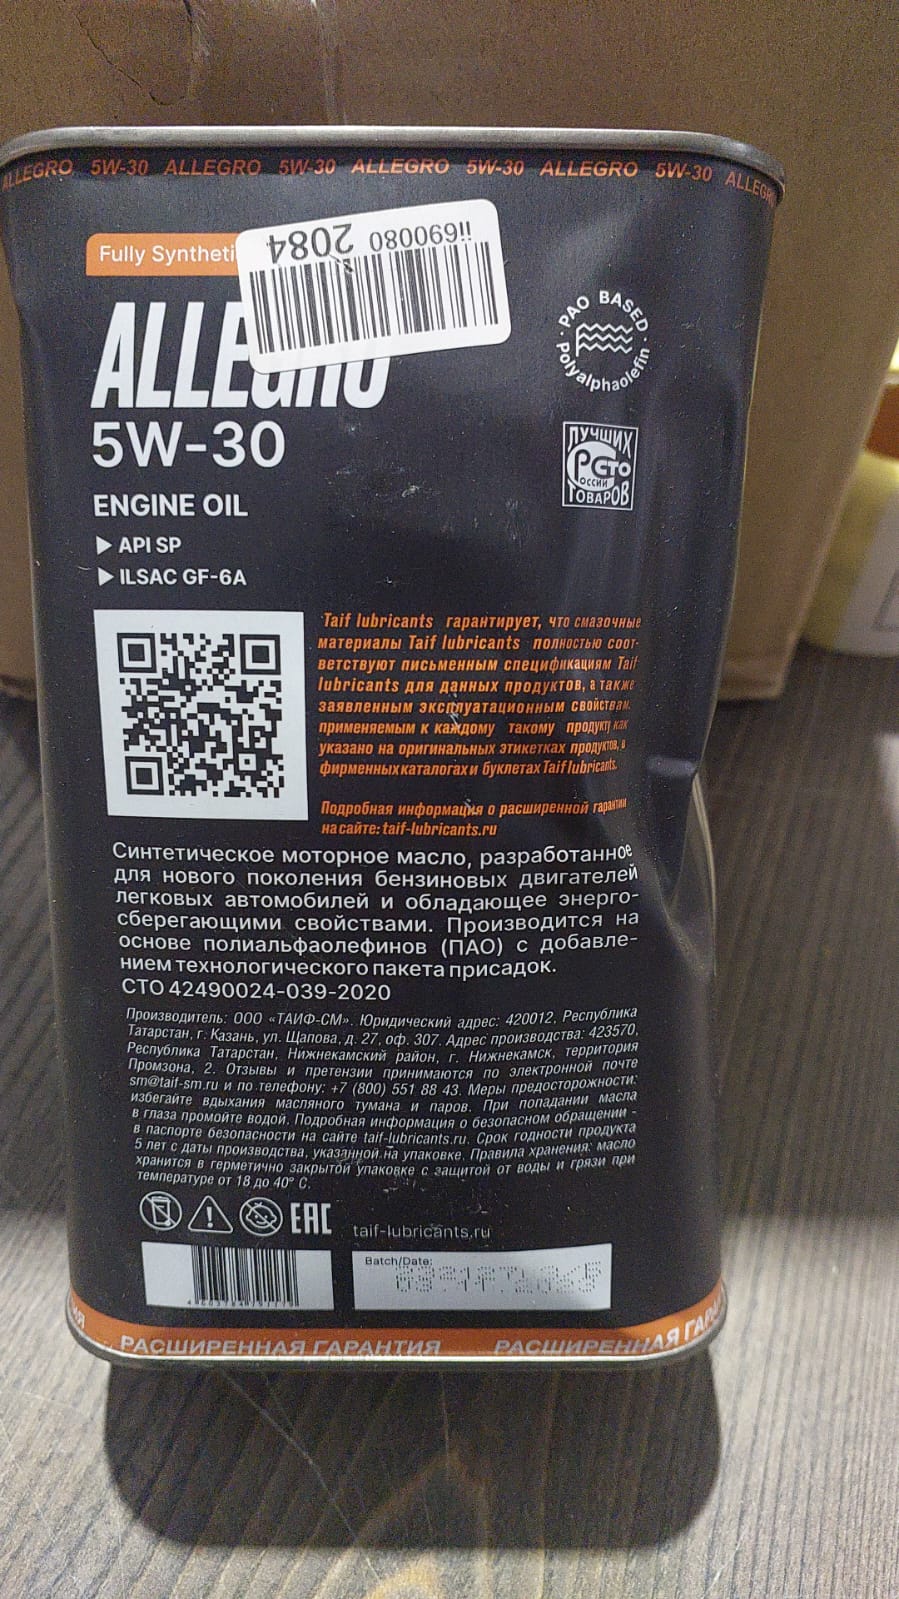 ALLEGRO 5W-30 ALLEGRO 5W-30 ALLEGRO 5W-30 ALLEGRO 5W-30 ALLEGRO
Fully Syntheti
!!690080 2084
ALLEGRO
5W-30
ENGINE OIL
▶ API SP
▶ ILSAC GF-6A
PAO BASED
Polyalphaolefin
ЛУЧШИХ
РСТО
РОССИИ
ТОВАРОВ
Taif lubricants гарантирует, что смазочные
материалы Taif lubricants полностью соот-
ветствуют письменным спецификациям Taif
lubricants для данных продуктов, а также
заявленным эксплуатационным свойствам,
применяемым к каждому такому продукту как
указано на оригинальных этикетках продуктов, в
фирменных каталогах и буклетах Taif lubricants.
Подробная информация о расширенной гарантии
на сайте: taif-lubricants.ru
Синтетическое моторное масло, разработанное
для нового поколения бензиновых двигателей
легковых автомобилей и обладающее энерго-
сберегающими свойствами. Производится на
основе полиальфаолефинов (ПАО) с добавле-
нием технологического пакета присадок.
СТО 42490024-039-2020
Производитель: ООО «ТАИФ-СМ». Юридический адрес: 420012, Республика
Татарстан, г. Казань, ул. Щапова, д. 27, оф. 307. Адрес производства: 423570,
Республика Татарстан, Нижнекамский район, г. Нижнекамск, территория
Промзона, 2. Отзывы и претензии принимаются по электронной почте
sm@taif-sm.ru и по телефону: +7 (800) 551 88 43. Меры предосторожности:
избегайте вдыхания масляного тумана и паров. При попадании масла
в глаза промойте водой. Подробная информация о безопасном обращении -
в паспорте безопасности на сайте taif-lubricants.ru. Срок годности продукта
5 лет с даты производства, указанной на упаковке. Правила хранения: масло
хранится в герметично закрытой упаковке с защитой от воды и грязи при
температуре от 18 до 40° С.
EAC taif-lubricants.ru
Batch/Date:
РАСШИРЕННАЯ ГАРАНТИЯ РАСШИРЕННАЯ ГАРА